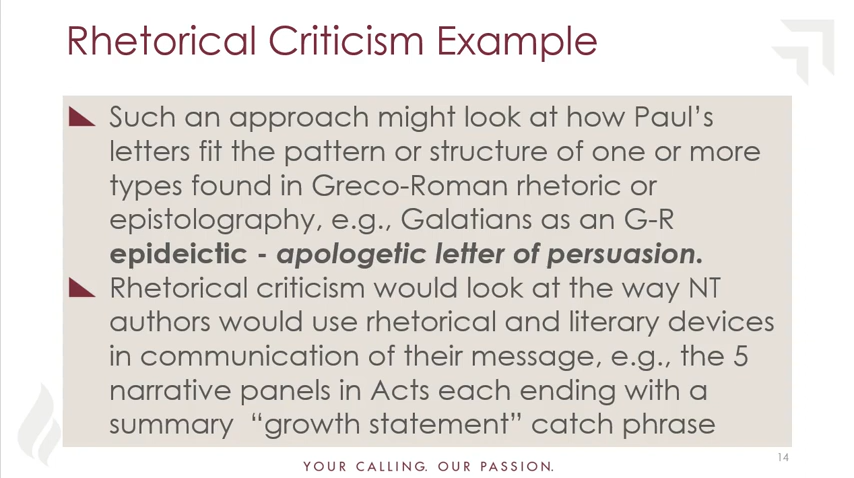 Rhetorical Criticism Example
Such an approach might look at how Paul's
letters fit the pattern or structure of one or more
types found in Greco-Roman rhetoric or
epistolography, e.g., Galatians as an G-R
epideictic - apologetic letter of persuasion.
Rhetorical criticism would look at the way NT
authors would use rhetorical and literary devices
in communication of their message, e.g., the 5
narrative panels in Acts each ending with a
summary “growth statement” catch phrase
14
YOUR CALLING. OUR PASSION.